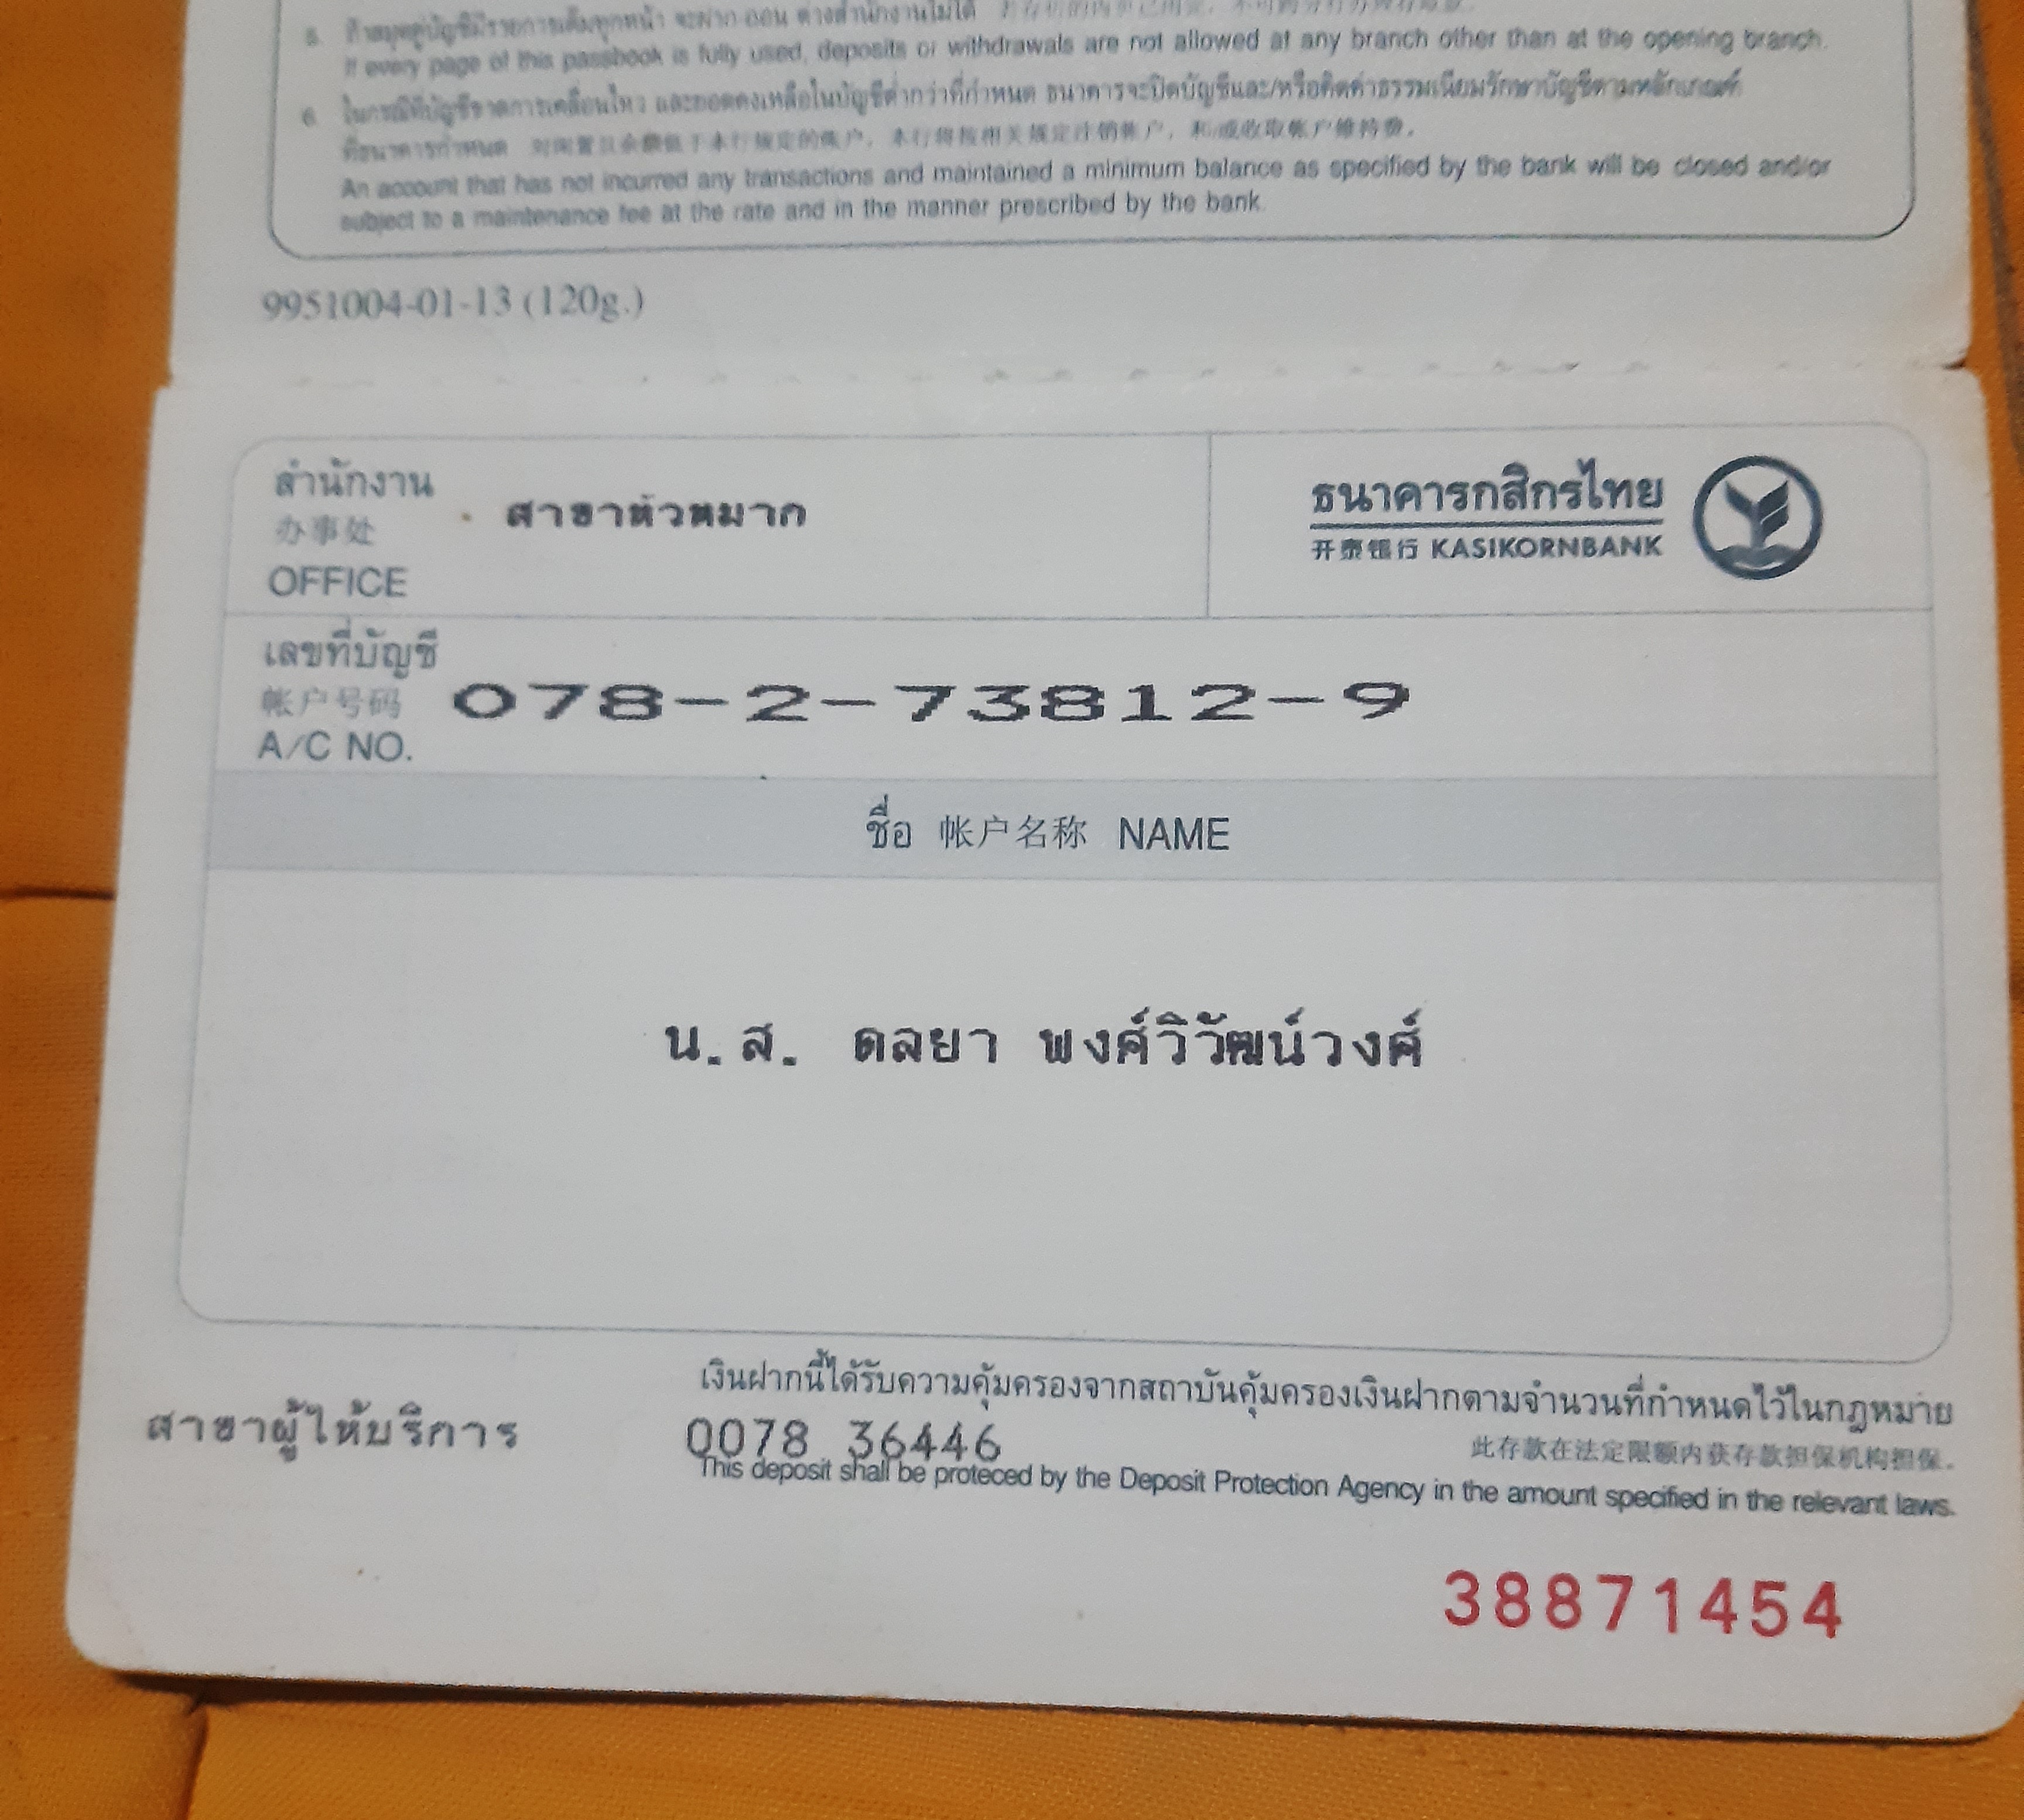 5. ถ้าสมุดคู่บัญชีมีรายการเต็มทุกหน้า จะฝาก-ถอน ต่างสำนักงานไม่ได้
If every page of this passbook is fully used, deposits or withdrawals are not allowed at any branch other than at the opening branch.
6. ในกรณีที่บัญชีขาดการเคลื่อนไหว และยอดคงเหลือในบัญชีต่ำกว่าที่กำหนด ธนาคารจะปิดบัญชีและ/หรือคิดค่าธรรมเนียมรักษาบัญชีตามหลักเกณฑ์
ที่ธนาคารกำหนด 对闲置且余额低于本行规定的帐户，本行将按相关规定注销帐户，和/或收取帐户维持费。
An account that has not incurred any transactions and maintained a minimum balance as specified by the bank will be closed and/or
subject to a maintenance fee at the rate and in the manner prescribed by the bank.
9951004-01-13 (120g.)
สำนักงาน
办事处
OFFICE
สาขาหัวหมาก
ธนาคารกสิกรไทย
开泰银行 KASIKORNBANK
เลขที่บัญชี
帐户号码
A/C NO.
078-2-73812-9
ชื่อ 帐户名称 NAME
น.ส. ดลยา พงศ์วิวัฒน์วงศ์
เงินฝากนี้ได้รับความคุ้มครองจากสถาบันคุ้มครองเงินฝากตามจำนวนที่กำหนดไว้ในกฎหมาย
สาขาผู้ให้บริการ 0078 36446
此存款在法定限额内获存款担保机构担保。
This deposit shall be proteced by the Deposit Protection Agency in the amount specified in the relevant laws.
38871454